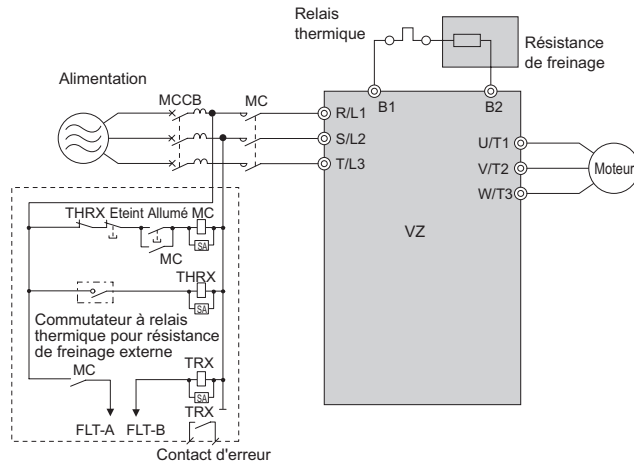 Relais
thermique
Résistance
de freinage
Alimentation
MCCB MC
B1 B2
R/L1
S/L2
T/L3
U/T1
V/T2
W/T3
Moteur
VZ
THRX Eteint Allumé MC
SA
MC
THRX
SA
Commutateur à relais
thermique pour résistance
de freinage externe
MC
TRX
SA
TRX
FLT-A FLT-B
Contact d'erreur